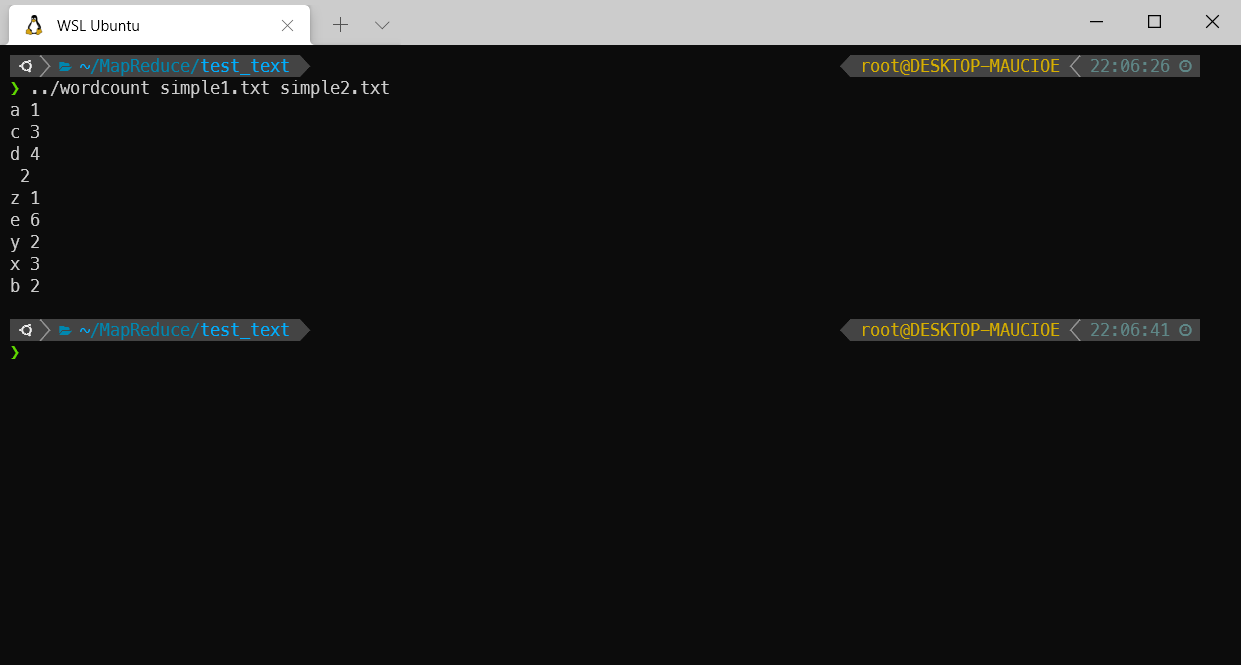 WSL Ubuntu
~/MapReduce/test_text root@DESKTOP-MAUCIOE 22:06:26
❯ ../wordcount simple1.txt simple2.txt
a 1
c 3
d 4
 2
z 1
e 6
y 2
x 3
b 2
~/MapReduce/test_text root@DESKTOP-MAUCIOE 22:06:41
❯